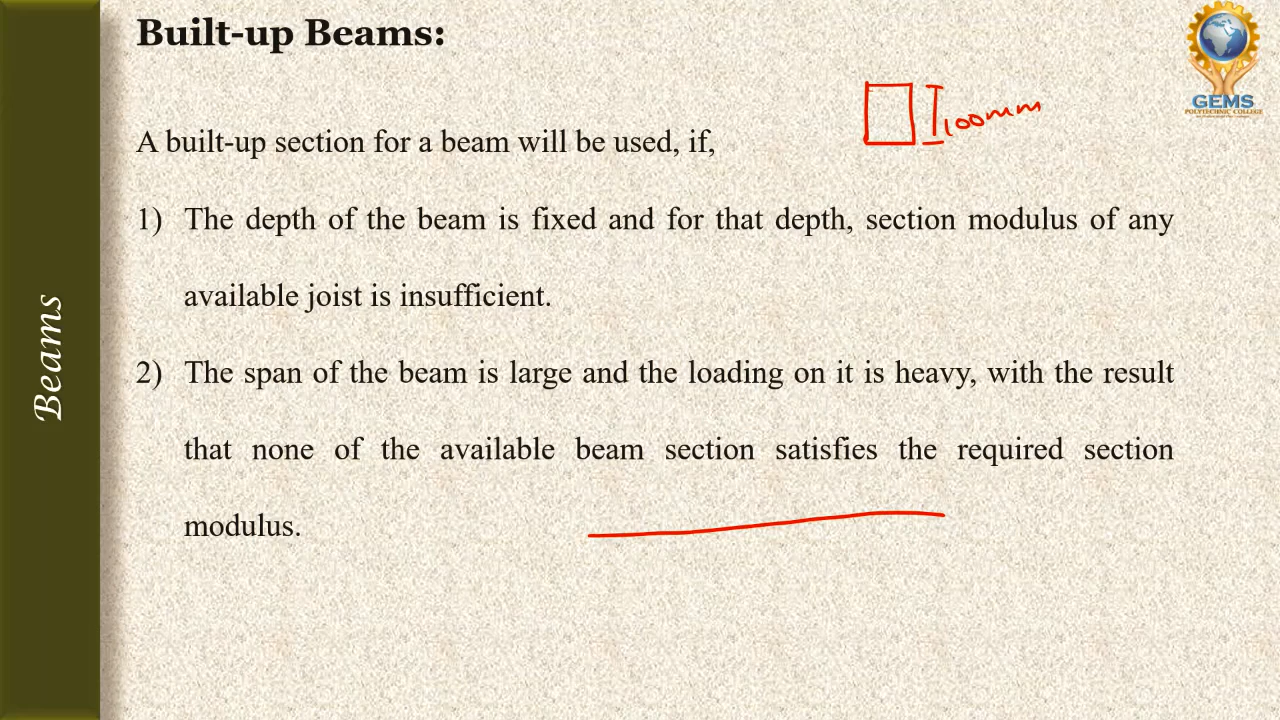 Built-up Beams:
GEMS
POLYTECHNIC COLLEGE
100mm
A built-up section for a beam will be used, if,
1) The depth of the beam is fixed and for that depth, section modulus of any
available joist is insufficient.
2) The span of the beam is large and the loading on it is heavy, with the result
that none of the available beam section satisfies the required section
modulus.
Beams